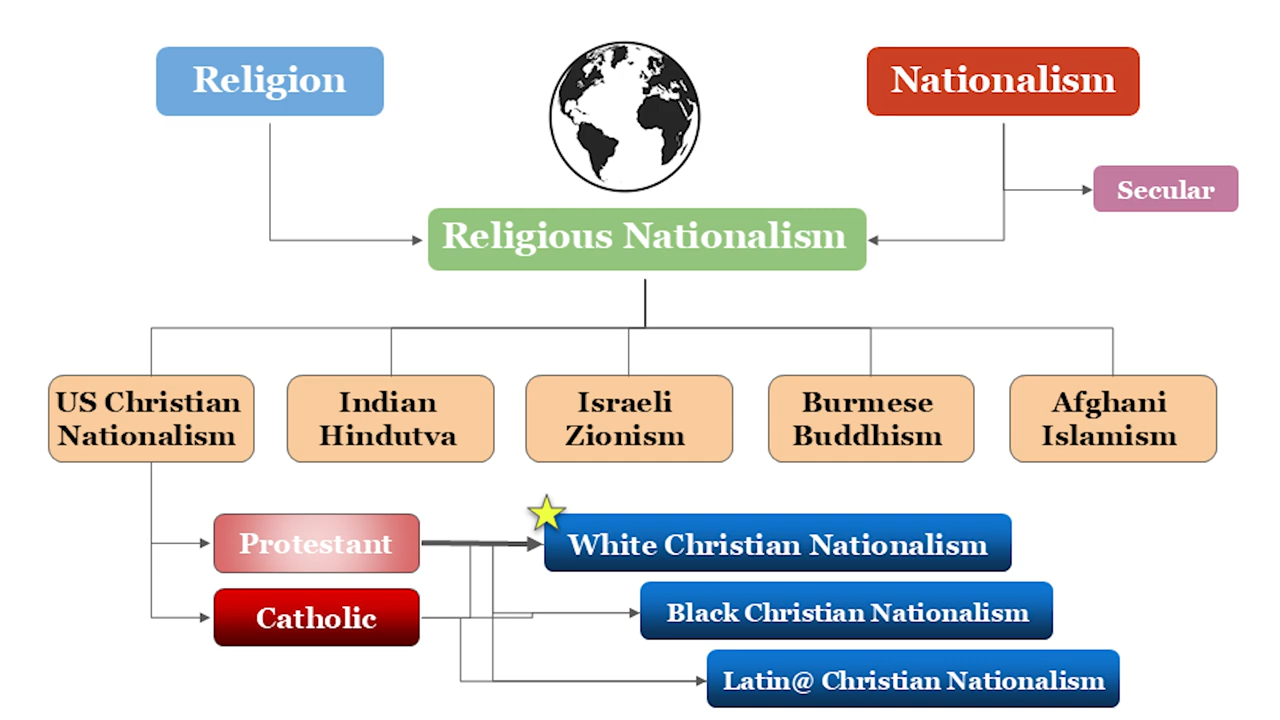 Religion
Nationalism
Secular
Religious Nationalism
US Christian
Nationalism
Indian
Hindutva
Israeli
Zionism
Burmese
Buddhism
Afghani
Islamism
Protestant
White Christian Nationalism
Catholic
Black Christian Nationalism
Latin@ Christian Nationalism